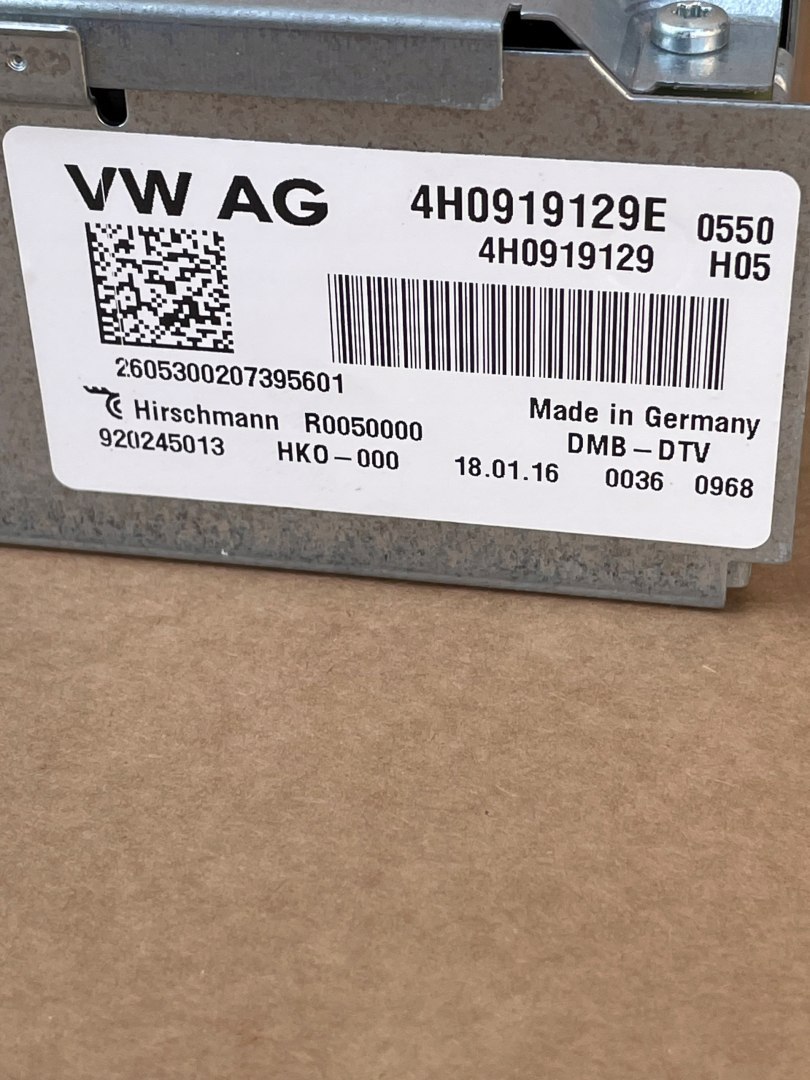 VW AG 4H0919129E 0550
4H0919129 H05
2605300207395601
Hirschmann R0050000 Made in Germany
920245013 HKO-000 DMB-DTV
18.01.16 0036 0968